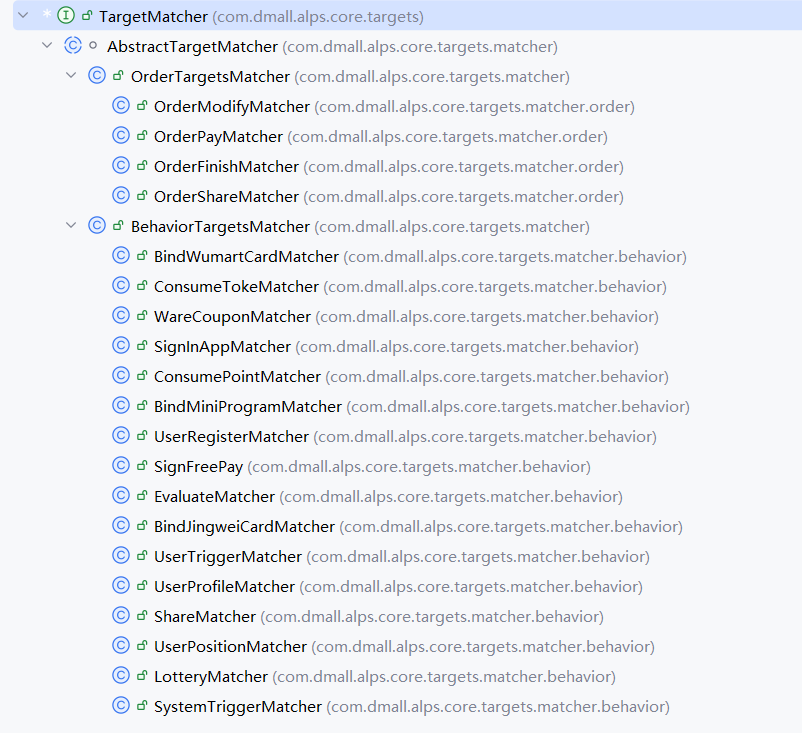 TargetMatcher (com.dmall.alps.core.targets)
AbstractTargetMatcher (com.dmall.alps.core.targets.matcher)
OrderTargetsMatcher (com.dmall.alps.core.targets.matcher)
OrderModifyMatcher (com.dmall.alps.core.targets.matcher.order)
OrderPayMatcher (com.dmall.alps.core.targets.matcher.order)
OrderFinishMatcher (com.dmall.alps.core.targets.matcher.order)
OrderShareMatcher (com.dmall.alps.core.targets.matcher.order)
BehaviorTargetsMatcher (com.dmall.alps.core.targets.matcher)
BindWumartCardMatcher (com.dmall.alps.core.targets.matcher.behavior)
ConsumeTokeMatcher (com.dmall.alps.core.targets.matcher.behavior)
WareCouponMatcher (com.dmall.alps.core.targets.matcher.behavior)
SignInAppMatcher (com.dmall.alps.core.targets.matcher.behavior)
ConsumePointMatcher (com.dmall.alps.core.targets.matcher.behavior)
BindMiniProgramMatcher (com.dmall.alps.core.targets.matcher.behavior)
UserRegisterMatcher (com.dmall.alps.core.targets.matcher.behavior)
SignFreePay (com.dmall.alps.core.targets.matcher.behavior)
EvaluateMatcher (com.dmall.alps.core.targets.matcher.behavior)
BindJingweiCardMatcher (com.dmall.alps.core.targets.matcher.behavior)
UserTriggerMatcher (com.dmall.alps.core.targets.matcher.behavior)
UserProfileMatcher (com.dmall.alps.core.targets.matcher.behavior)
ShareMatcher (com.dmall.alps.core.targets.matcher.behavior)
UserPositionMatcher (com.dmall.alps.core.targets.matcher.behavior)
LotteryMatcher (com.dmall.alps.core.targets.matcher.behavior)
SystemTriggerMatcher (com.dmall.alps.core.targets.matcher.behavior)